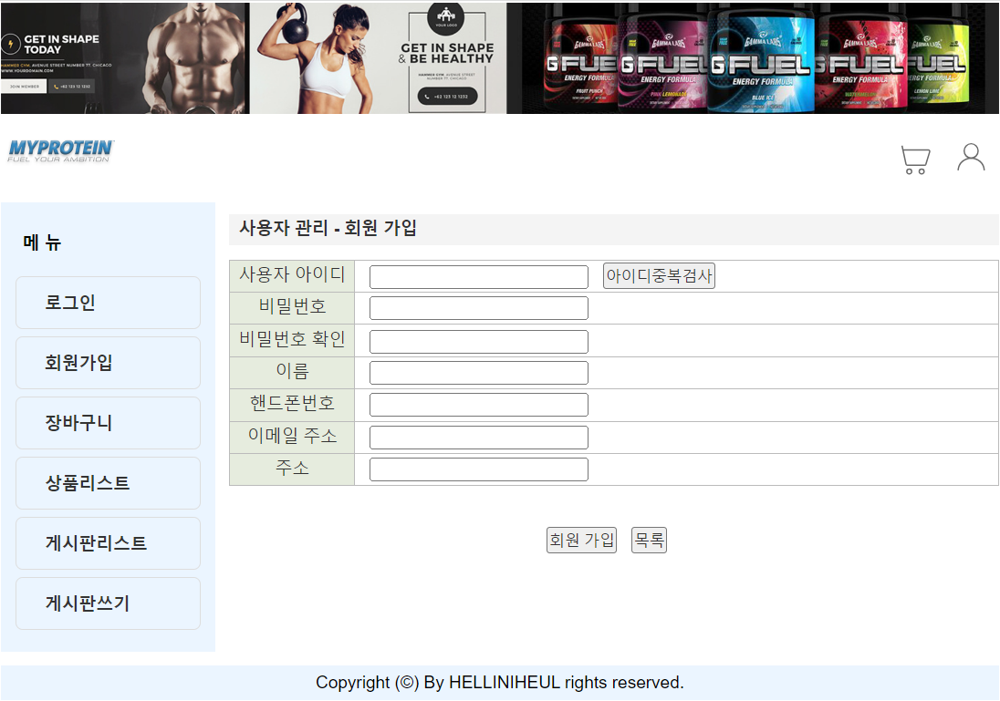 GET IN SHAPE
TODAY
HAMMER GYM, AVENUE STREET NUMBER 77, CHICAGO
WWW.YOURDOMAIN.COM
JOIN MEMBER
+62 123 12 1232
YOUR LOGO
GET IN SHAPE
& BE HEALTHY
HAMMER GYM, AVENUE STREET
NUMBER 77, CHICAGO
+62 123 12 1232
GAMMA LABS
G FUEL
ENERGY FORMULA
FRUIT PUNCH
GAMMA LABS
G FUEL
ENERGY FORMULA
PINK LEMONADE
GAMMA LABS
G FUEL
ENERGY FORMULA
BLUE ICE
GAMMA LABS
FUEL
ENERGY FORMULA
WATERMELON
GAMMA LABS
FUEL
ENERGY FORMULA
LEMON LIME
MYPROTEIN
FUEL YOUR AMBITION
메 뉴
로그인
회원가입
장바구니
상품리스트
게시판리스트
게시판쓰기
사용자 관리 - 회원 가입
사용자 아이디 아이디중복검사
비밀번호
비밀번호 확인
이름
핸드폰번호
이메일 주소
주소
회원 가입 목록
Copyright (©) By HELLINIHEUL rights reserved.